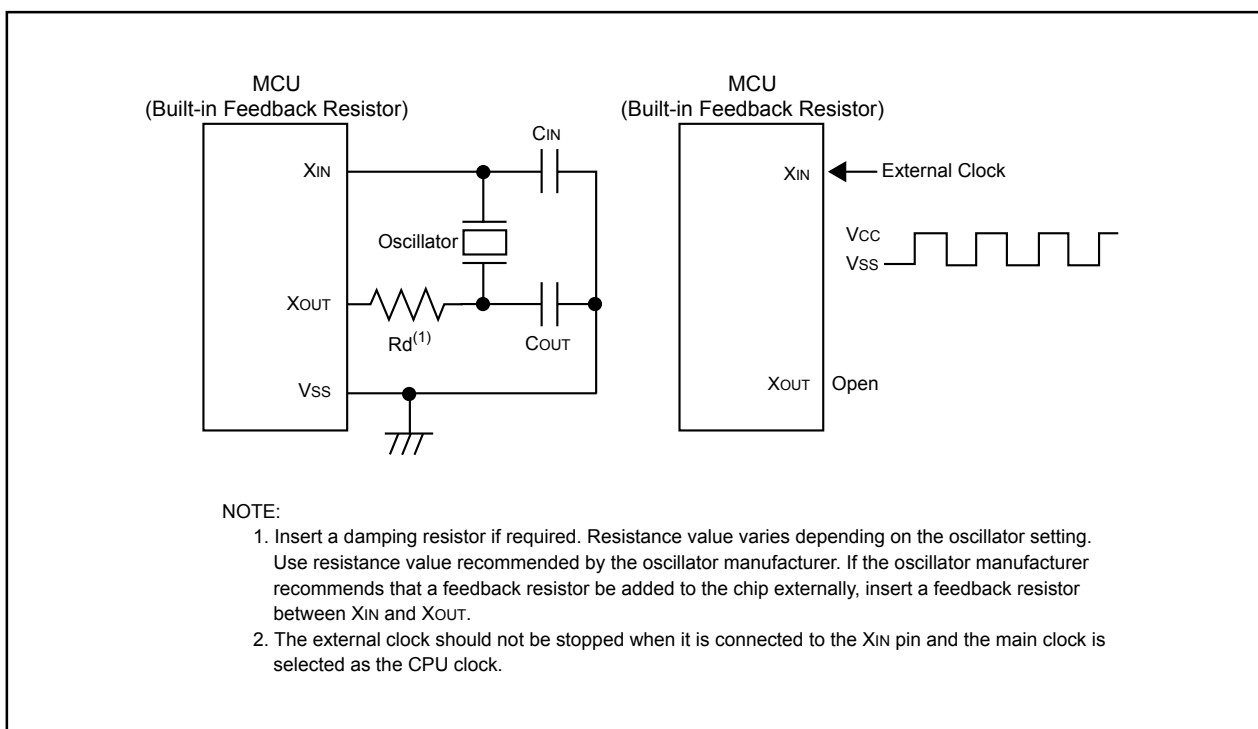 MCU
(Built-in Feedback Resistor)
XIN
CIN
Oscillator
XOUT
Rd(1)
COUT
VSS
MCU
(Built-in Feedback Resistor)
XIN
External Clock
VCC
VSS
XOUT
Open
NOTE:
1. Insert a damping resistor if required. Resistance value varies depending on the oscillator setting.
Use resistance value recommended by the oscillator manufacturer. If the oscillator manufacturer
recommends that a feedback resistor be added to the chip externally, insert a feedback resistor
between XIN and XOUT.
2. The external clock should not be stopped when it is connected to the XIN pin and the main clock is
selected as the CPU clock.